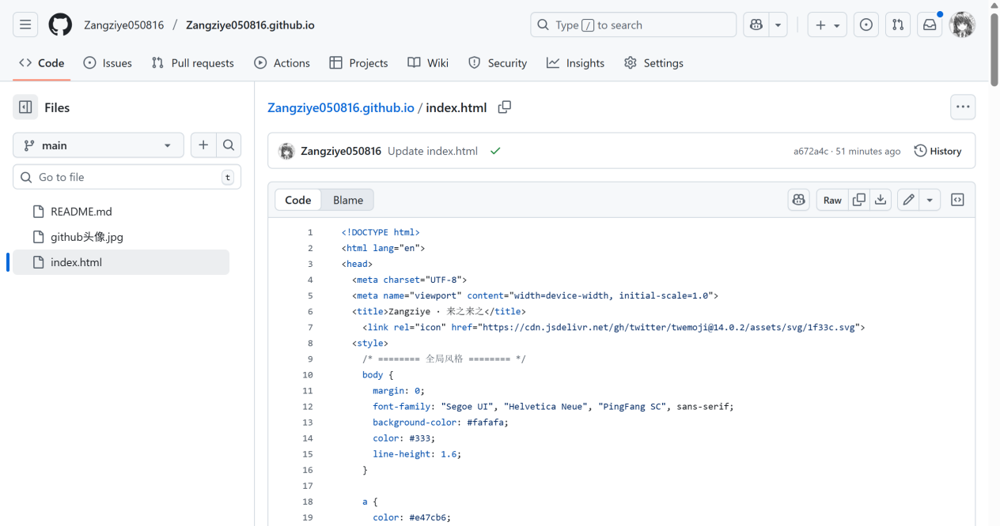 Zangziye050816 / Zangziye050816.github.io
Type / to search
Code Issues Pull requests Actions Projects Wiki Security Insights Settings
Files
main
Go to file t
README.md
github头像.jpg
index.html
Zangziye050816.github.io / index.html
Zangziye050816 Update index.html a672a4c · 51 minutes ago History
Code Blame Raw
1 <!DOCTYPE html>
2 <html lang="en">
3 <head>
4 <meta charset="UTF-8">
5 <meta name="viewport" content="width=device-width, initial-scale=1.0">
6 <title>Zangziye · 来之来之</title>
7 <link rel="icon" href="https://cdn.jsdelivr.net/gh/twitter/twemoji@14.0.2/assets/svg/1f33c.svg">
8 <style>
9 /* ======== 全局风格 ======== */
10 body {
11 margin: 0;
12 font-family: "Segoe UI", "Helvetica Neue", "PingFang SC", sans-serif;
13 background-color: #fafafa;
14 color: #333;
15 line-height: 1.6;
16 }
17
18 a {
19 color: #e47cb6;